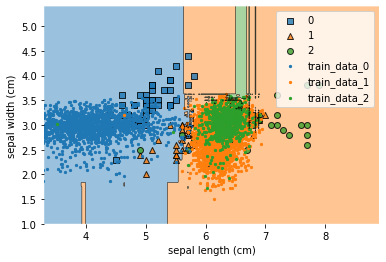 0
1
2
train_data_0
train_data_1
train_data_2
5.0
4.5
4.0
3.5
3.0
2.5
2.0
1.5
1.0
sepal width (cm)
4 5 6 7 8
sepal length (cm)